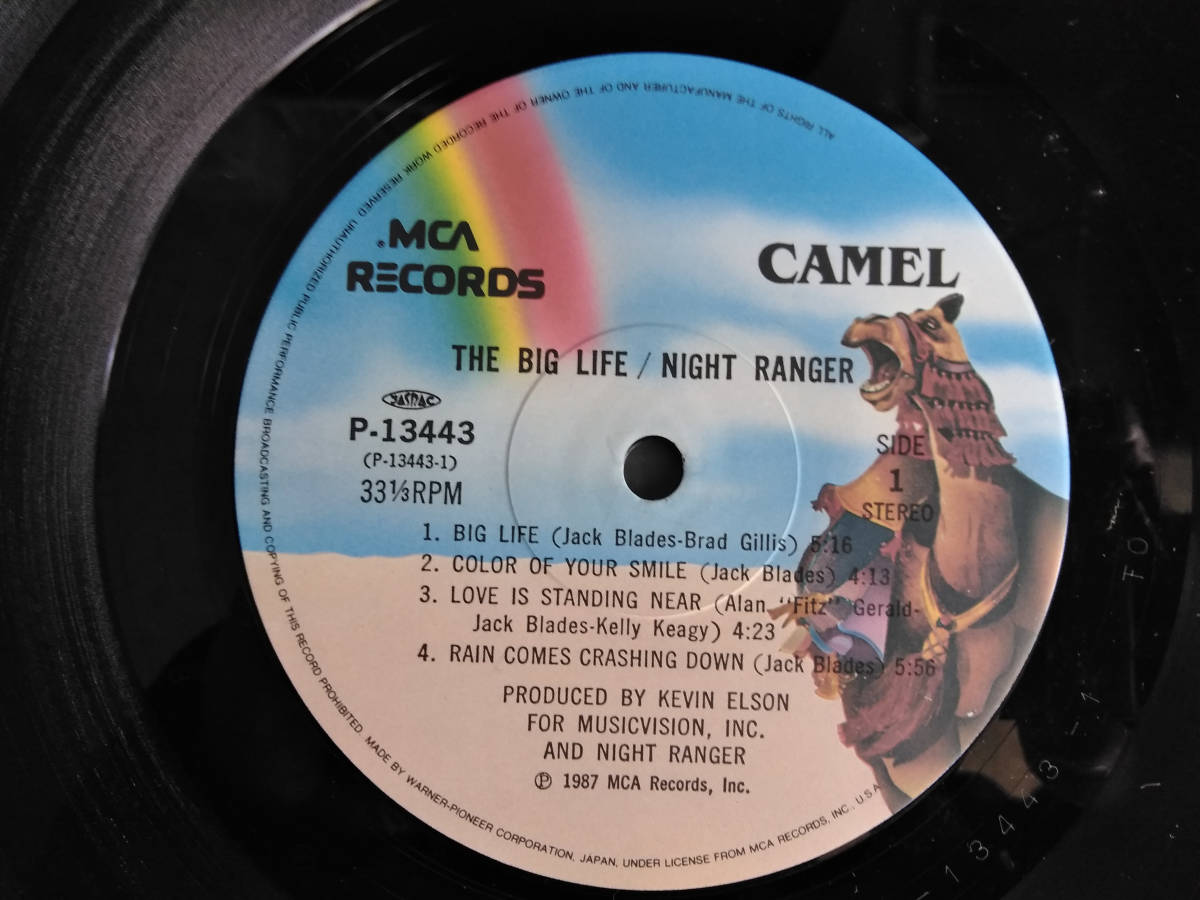 ALL RIGHTS OF THE MANUFACTURER AND OF THE OWNER OF THE RECORDED WORK RESERVED. UNAUTHORIZED PUBLIC PERFORMANCE BROADCASTING AND COPYING OF THIS RECORD PROHIBITED. MADE BY WARNER-PIONEER CORPORATION, JAPAN, UNDER LICENSE FROM MCA RECORDS, INC., U.S.A.
MCA
RECORDS
CAMEL
THE BIG LIFE / NIGHT RANGER
JASRAC
P-13443
(P-13443-1)
33 1/3 RPM
SIDE
1
STEREO
1. BIG LIFE (Jack Blades-Brad Gillis) 5:16
2. COLOR OF YOUR SMILE (Jack Blades) 4:13
3. LOVE IS STANDING NEAR (Alan "Fitz" Gerald-
Jack Blades-Kelly Keagy) 4:23
4. RAIN COMES CRASHING DOWN (Jack Blades) 5:56
PRODUCED BY KEVIN ELSON
FOR MUSICVISION, INC.
AND NIGHT RANGER
Ⓟ 1987 MCA Records, Inc.
-13443-1